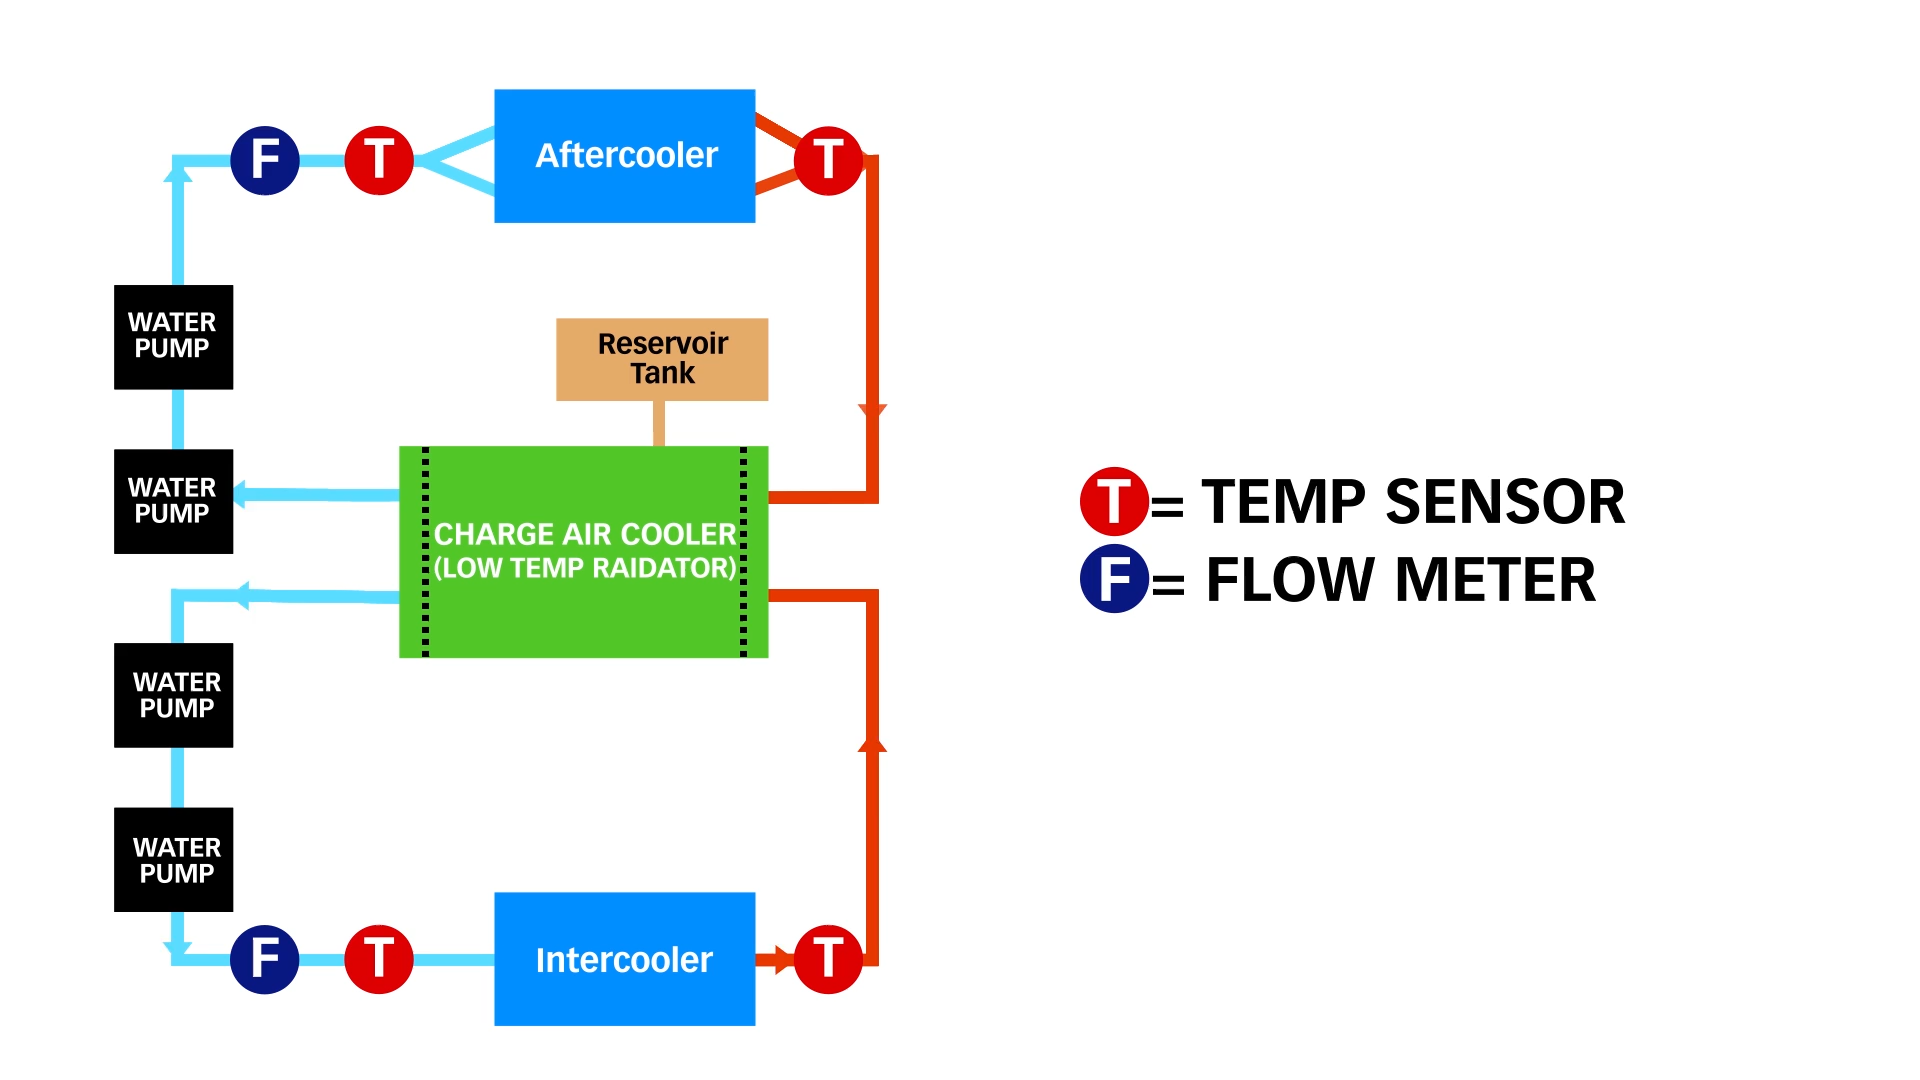 F T Aftercooler T
WATER
PUMP
Reservoir
Tank
WATER
PUMP
CHARGE AIR COOLER
(LOW TEMP RAIDATOR)
WATER
PUMP
WATER
PUMP
F T Intercooler T
T = TEMP SENSOR
F = FLOW METER